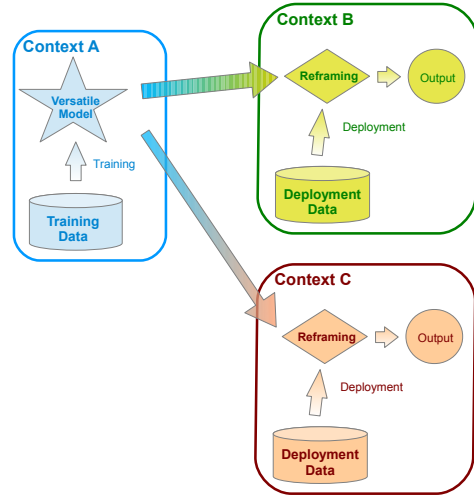 Context A
Versatile
Model
Training
Training
Data
Context B
Reframing
Output
Deployment
Deployment
Data
Context C
Reframing
Output
Deployment
Deployment
Data